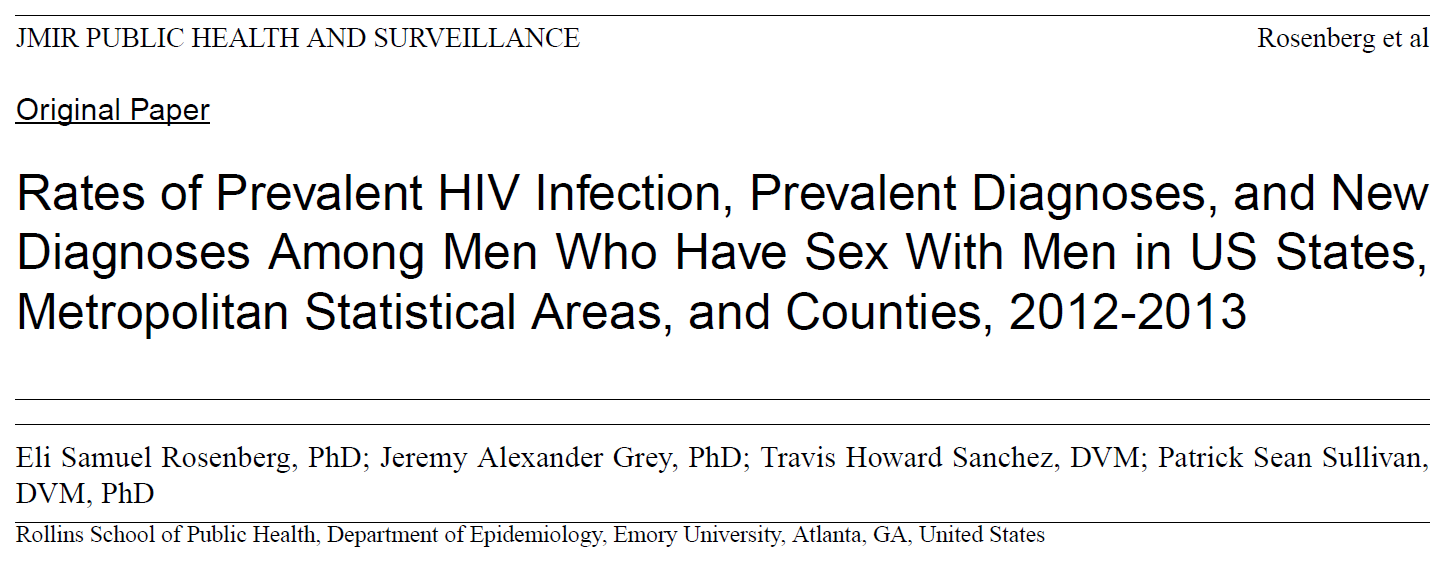 JMIR PUBLIC HEALTH AND SURVEILLANCE Rosenberg et al
Original Paper
Rates of Prevalent HIV Infection, Prevalent Diagnoses, and New
Diagnoses Among Men Who Have Sex With Men in US States,
Metropolitan Statistical Areas, and Counties, 2012-2013
Eli Samuel Rosenberg, PhD; Jeremy Alexander Grey, PhD; Travis Howard Sanchez, DVM; Patrick Sean Sullivan,
DVM, PhD
Rollins School of Public Health, Department of Epidemiology, Emory University, Atlanta, GA, United States